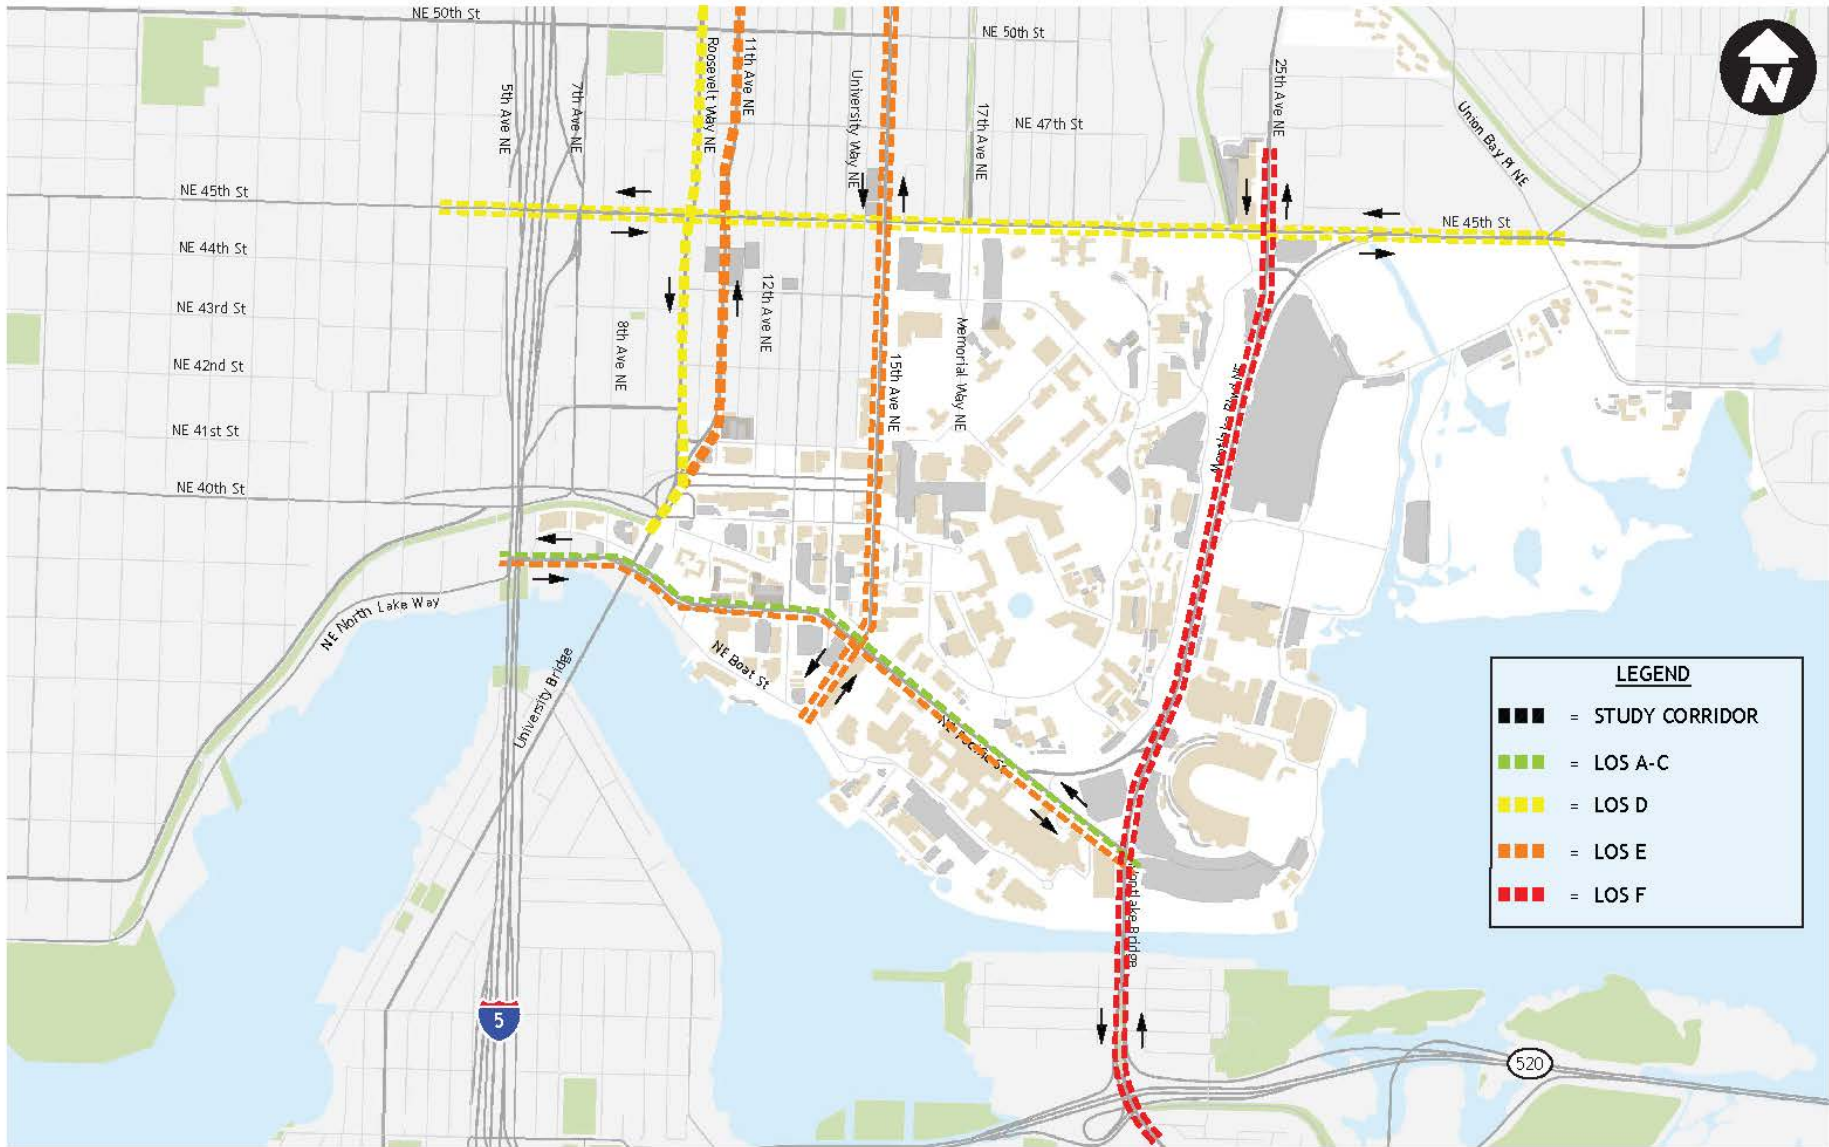 NE 50th St
NE 50th St
Roosevelt Way NE
11th Ave NE
University Way NE
5th Ave NE
7th Ave NE
17th Ave NE
NE 47th St
25th Ave NE
Union Bay Pl NE
N
NE 45th St
NE 45th St
NE 44th St
12th Ave NE
NE 43rd St
8th Ave NE
Memorial Way NE
NE 42nd St
15th Ave NE
NE 41st St
NE 40th St
NE North Lake Way
University Bridge
NE Boat St
NE Pacific St
Montlake Bridge
5
520
LEGEND
= STUDY CORRIDOR
= LOS A-C
= LOS D
= LOS E
= LOS F